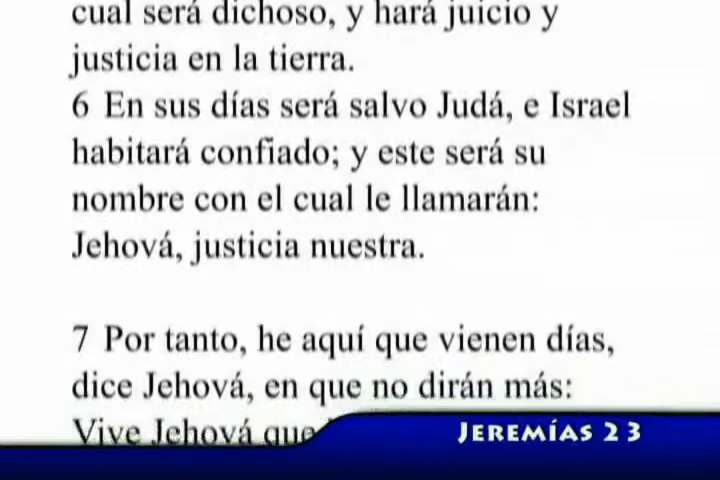 cual será dichoso, y hará juicio y
justicia en la tierra.
6 En sus días será salvo Judá, e Israel
habitará confiado; y este será su
nombre con el cual le llamarán:
Jehová, justicia nuestra.
7 Por tanto, he aquí que vienen días,
dice Jehová, en que no dirán más:
Vive Jehová que
JEREMÍAS 23